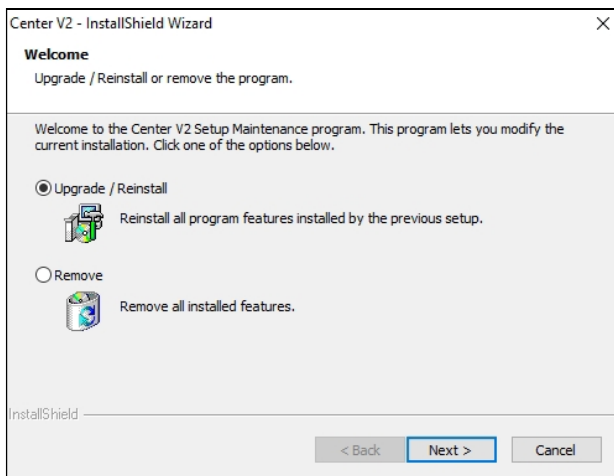 Center V2 - InstallShield Wizard
Welcome
Upgrade / Reinstall or remove the program.
Welcome to the Center V2 Setup Maintenance program. This program lets you modify the
current installation. Click one of the options below.
Upgrade / Reinstall
Reinstall all program features installed by the previous setup.
Remove
Remove all installed features.
InstallShield
< Back Next > Cancel